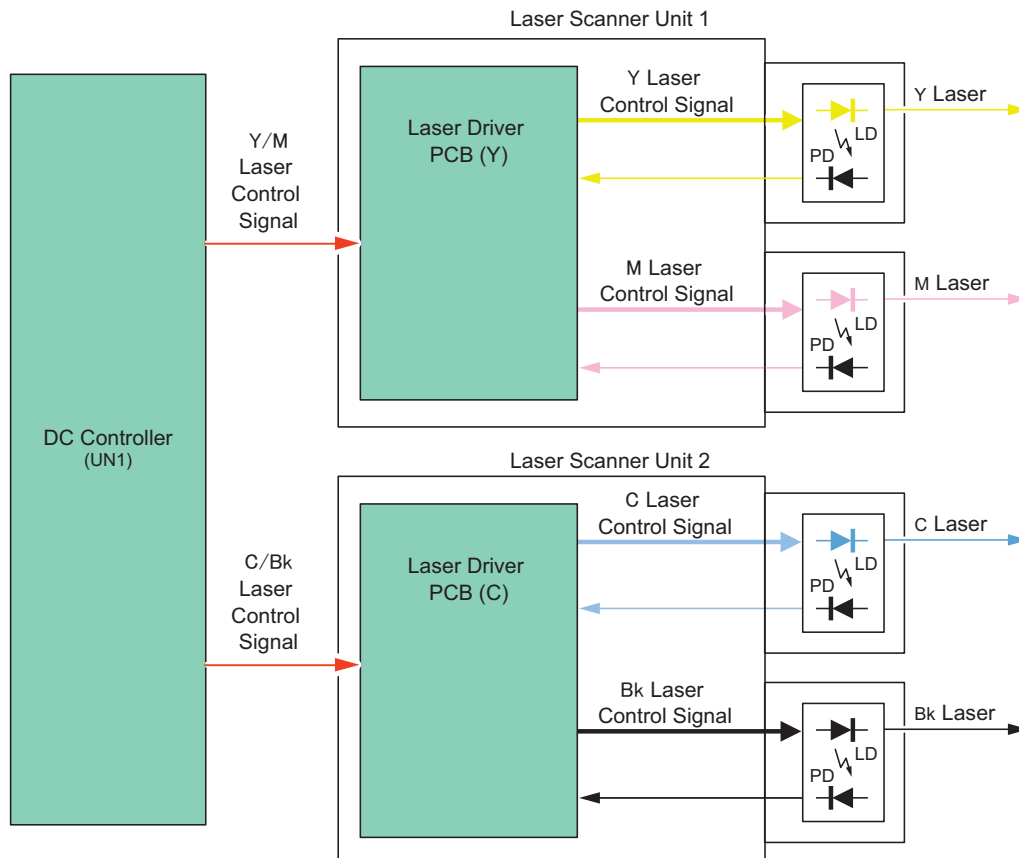 Laser Scanner Unit 1
DC Controller
(UN1)
Y/M
Laser
Control
Signal
Laser Driver
PCB (Y)
Y Laser
Control Signal
LD
PD
Y Laser
M Laser
Control Signal
LD
PD
M Laser
Laser Scanner Unit 2
C/Bk
Laser
Control
Signal
Laser Driver
PCB (C)
C Laser
Control Signal
LD
PD
C Laser
Bk Laser
Control Signal
LD
PD
Bk Laser